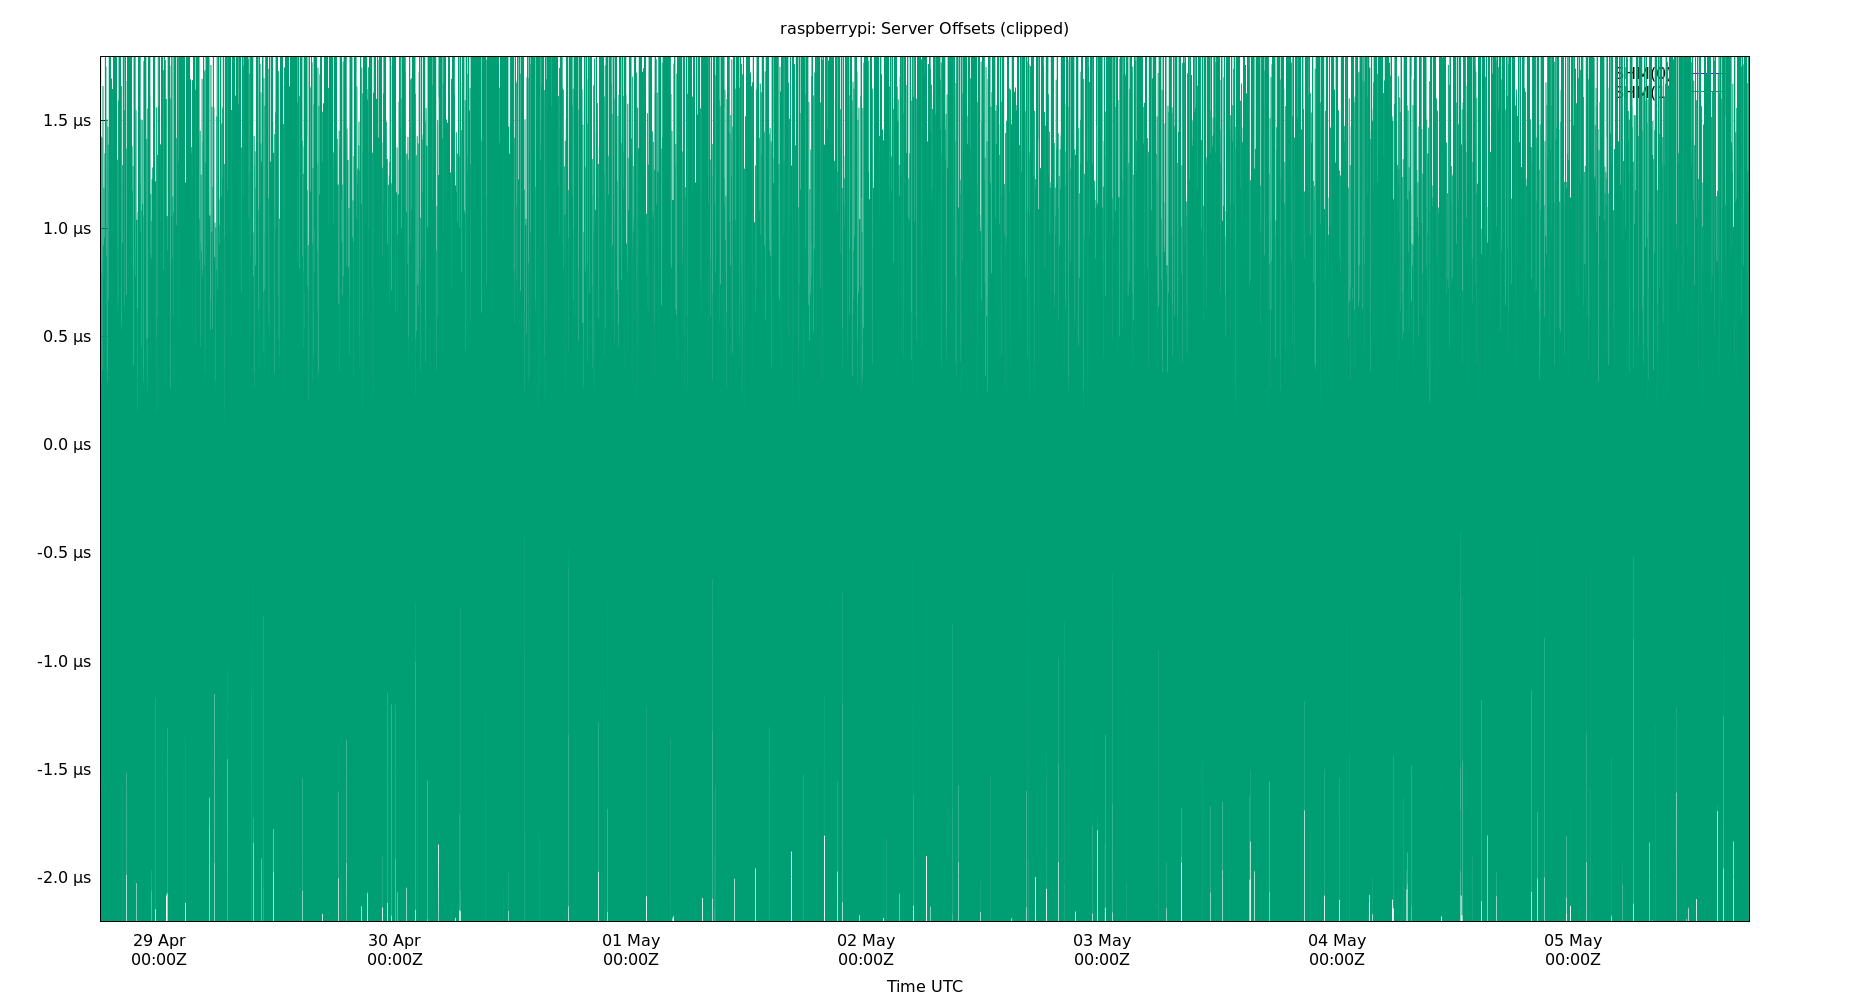 raspberrypi: Server Offsets (clipped)
SHM(0)
1.5 µs
1.0 µs
0.5 µs
0.0 µs
-0.5 µs
-1.0 µs
-1.5 µs
-2.0 µs
29 Apr
00:00Z
30 Apr
00:00Z
01 May
00:00Z
02 May
00:00Z
03 May
00:00Z
04 May
00:00Z
05 May
00:00Z
Time UTC